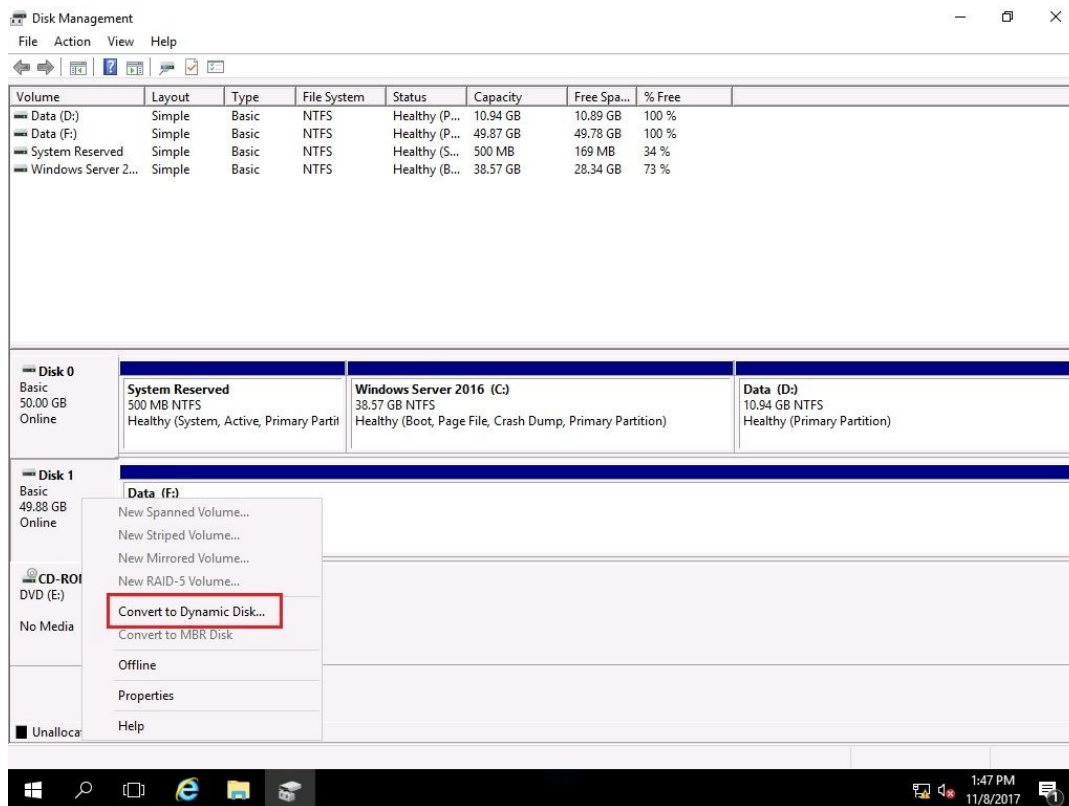 Disk Management
File Action View Help
Volume Layout Type File System Status Capacity Free Spa... % Free
Data (D:) Simple Basic NTFS Healthy (P... 10.94 GB 10.89 GB 100 %
Data (F:) Simple Basic NTFS Healthy (P... 49.87 GB 49.78 GB 100 %
System Reserved Simple Basic NTFS Healthy (S... 500 MB 169 MB 34 %
Windows Server 2... Simple Basic NTFS Healthy (B... 38.57 GB 28.34 GB 73 %
Disk 0
Basic
50.00 GB
Online
System Reserved
500 MB NTFS
Healthy (System, Active, Primary Partit
Windows Server 2016 (C:)
38.57 GB NTFS
Healthy (Boot, Page File, Crash Dump, Primary Partition)
Data (D:)
10.94 GB NTFS
Healthy (Primary Partition)
Disk 1
Basic
49.88 GB
Online
Data (F:)
New Spanned Volume...
New Striped Volume...
New Mirrored Volume...
New RAID-5 Volume...
Convert to Dynamic Disk...
Convert to MBR Disk
Offline
Properties
Help
CD-RO
DVD (E:)
No Media
Unalloca
1:47 PM
11/8/2017
1